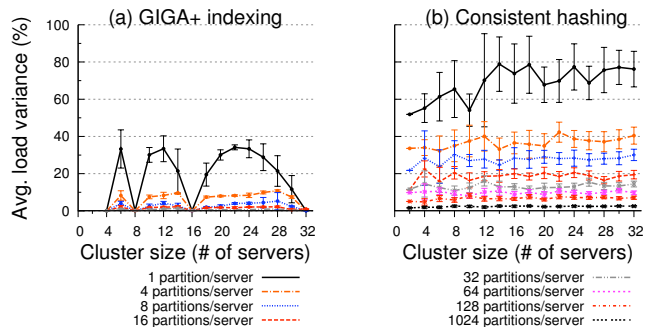 (a) GIGA+ indexing
(b) Consistent hashing
Avg. load variance (%)
100
80
60
40
20
0
0 4 8 12 16 20 24 28 32
0 4 8 12 16 20 24 28 32
Cluster size (# of servers)
Cluster size (# of servers)
1 partition/server
4 partitions/server
8 partitions/server
16 partitions/server
32 partitions/server
64 partitions/server
128 partitions/server
1024 partitions/server